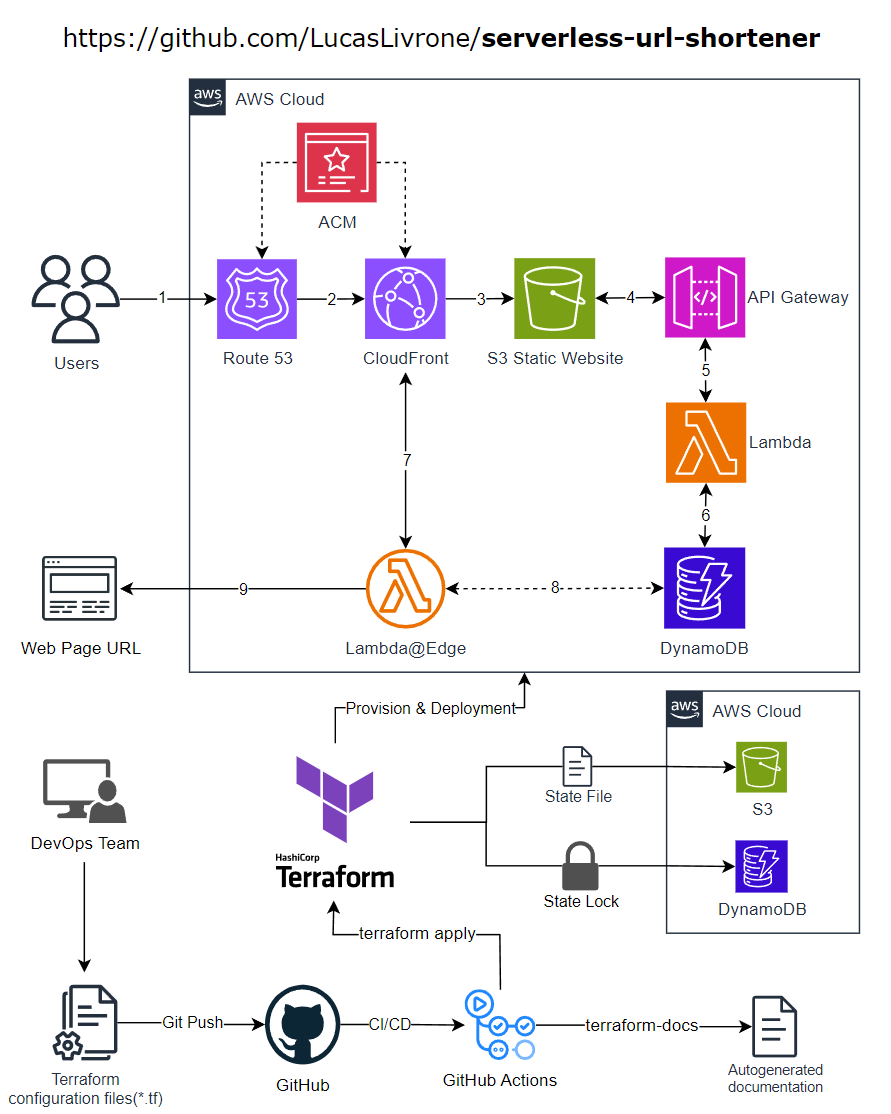 https://github.com/LucasLivrone/serverless-url-shortener
aws
AWS Cloud
ACM
1
53
2
3
4
API Gateway
Users
Route 53
CloudFront
S3 Static Website
5
Lambda
7
6
9
8
Web Page URL
Lambda@Edge
DynamoDB
Provision & Deployment
aws
AWS Cloud
State File
S3
DevOps Team
HashiCorp
Terraform
State Lock
DynamoDB
terraform apply
Git Push
CI/CD
terraform-docs
Terraform
configuration files(*.tf)
GitHub
GitHub Actions
Autogenerated
documentation